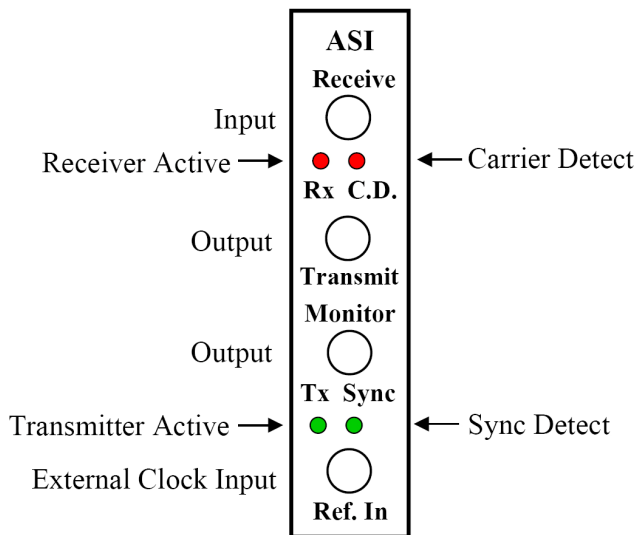 ASI
Receive
Input
Receiver Active
Carrier Detect
Rx C.D.
Output
Transmit
Monitor
Output
Tx Sync
Transmitter Active
Sync Detect
External Clock Input
Ref. In